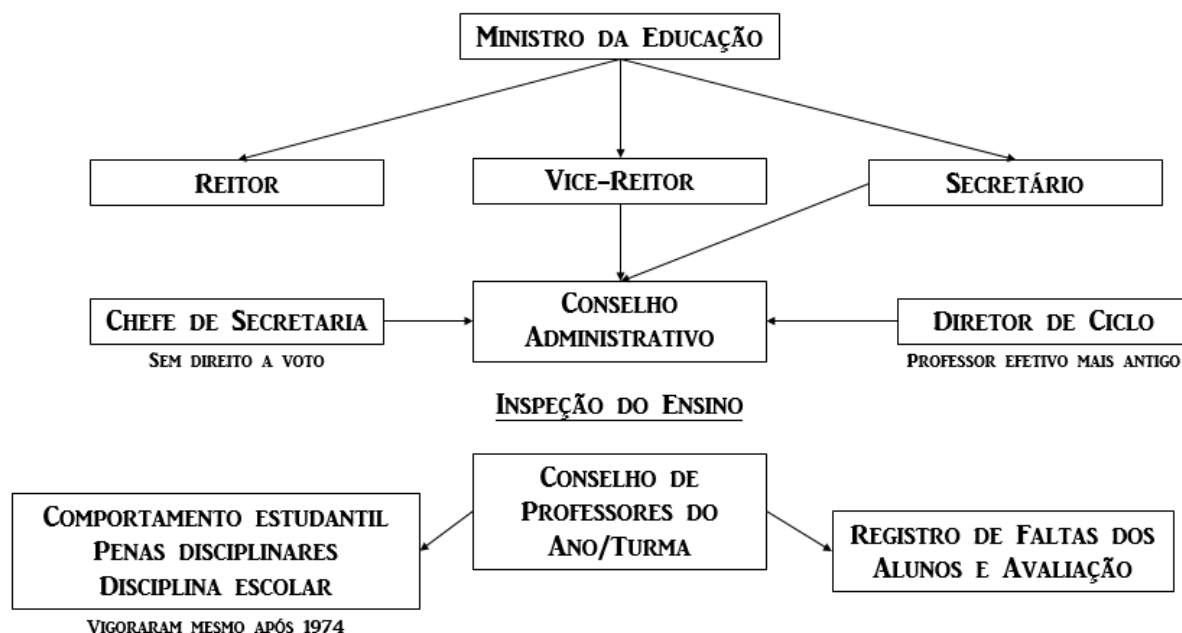 Ministro da Educação
Reitor
Vice-Reitor
Secretário
Chefe de Secretaria
Sem direito a voto
Conselho
Administrativo
Diretor de Ciclo
Professor efetivo mais antigo
Inspeção do Ensino
Comportamento estudantil
Penas disciplinares
Disciplina escolar
Vigoraram mesmo após 1974
Conselho de
Professores do
Ano/Turma
Registro de Faltas dos
Alunos e Avaliação